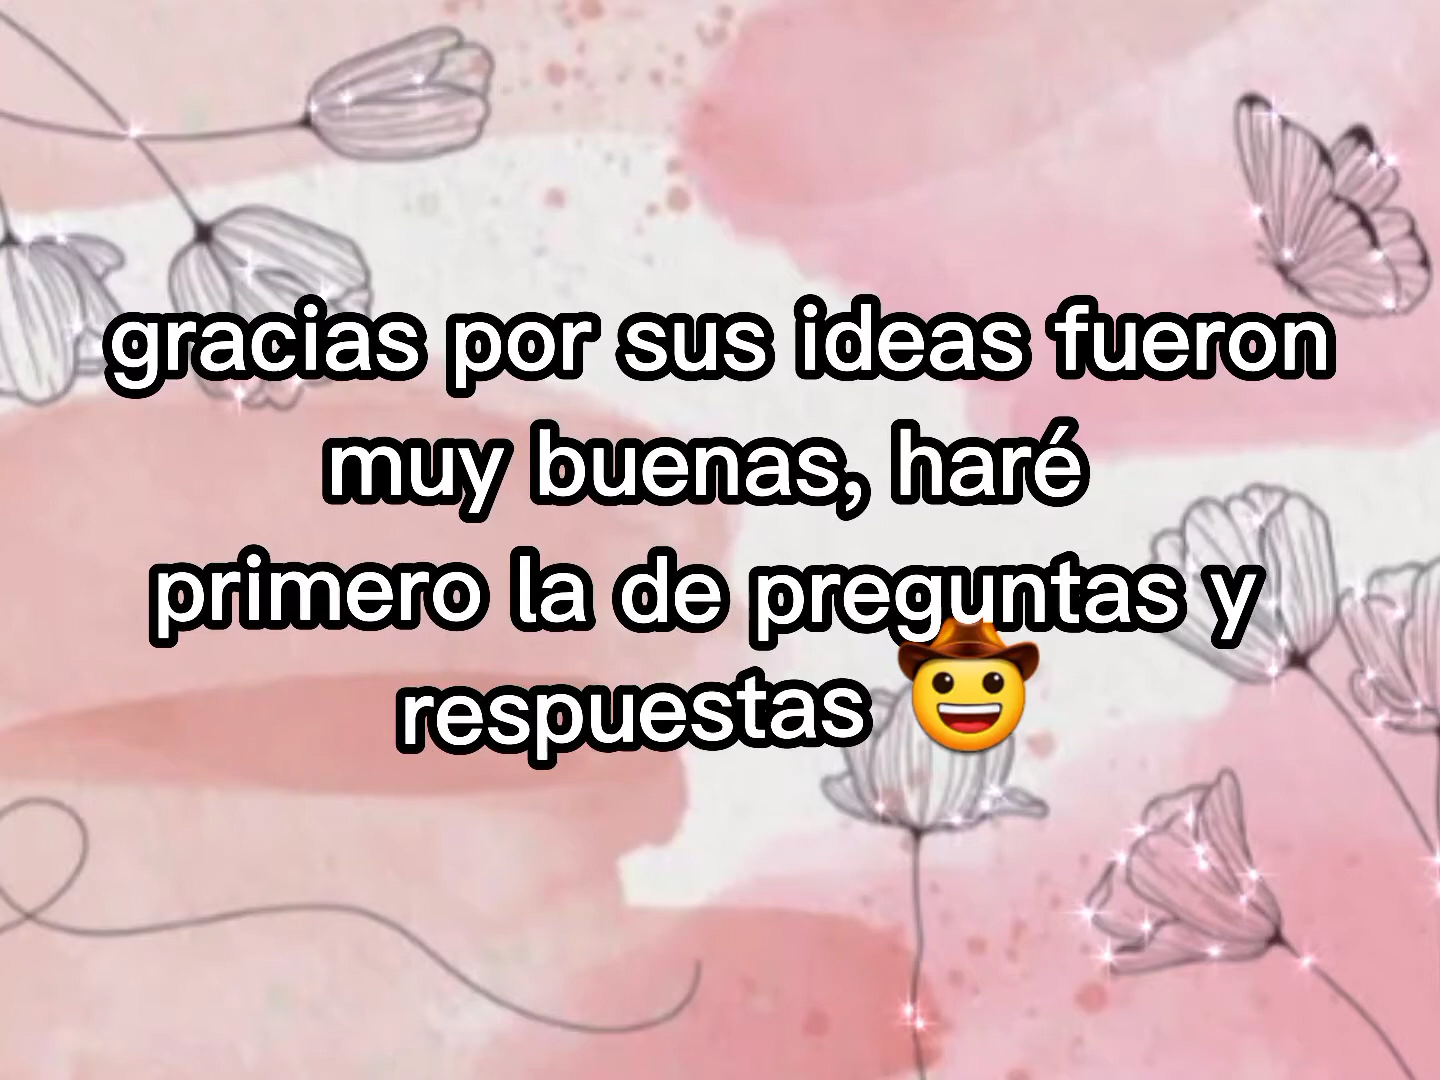 gracias por sus ideas fueron
muy buenas, haré
primero la de preguntas y
respuestas 🤠